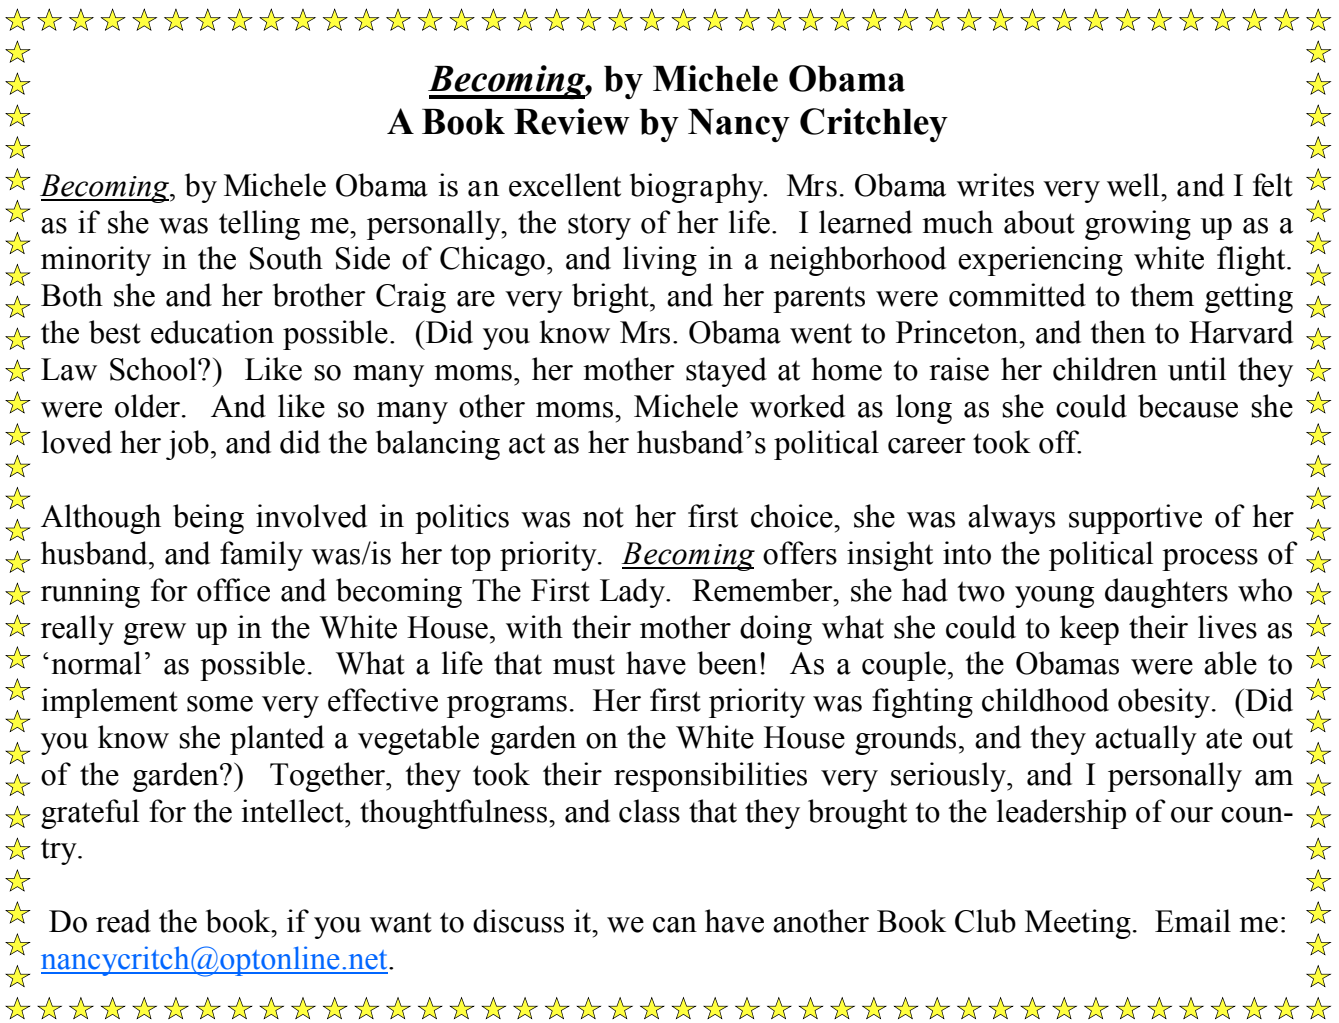 Becoming, by Michele Obama
A Book Review by Nancy Critchley
Becoming, by Michele Obama is an excellent biography. Mrs. Obama writes very well, and I felt
as if she was telling me, personally, the story of her life. I learned much about growing up as a
minority in the South Side of Chicago, and living in a neighborhood experiencing white flight.
Both she and her brother Craig are very bright, and her parents were committed to them getting
the best education possible. (Did you know Mrs. Obama went to Princeton, and then to Harvard
Law School?) Like so many moms, her mother stayed at home to raise her children until they
were older. And like so many other moms, Michele worked as long as she could because she
loved her job, and did the balancing act as her husband’s political career took off.
Although being involved in politics was not her first choice, she was always supportive of her
husband, and family was/is her top priority. Becoming offers insight into the political process of
running for office and becoming The First Lady. Remember, she had two young daughters who
really grew up in the White House, with their mother doing what she could to keep their lives as
‘normal’ as possible. What a life that must have been! As a couple, the Obamas were able to
implement some very effective programs. Her first priority was fighting childhood obesity. (Did
you know she planted a vegetable garden on the White House grounds, and they actually ate out
of the garden?) Together, they took their responsibilities very seriously, and I personally am
grateful for the intellect, thoughtfulness, and class that they brought to the leadership of our coun-
try.
Do read the book, if you want to discuss it, we can have another Book Club Meeting. Email me:
nancycritch@optonline.net.